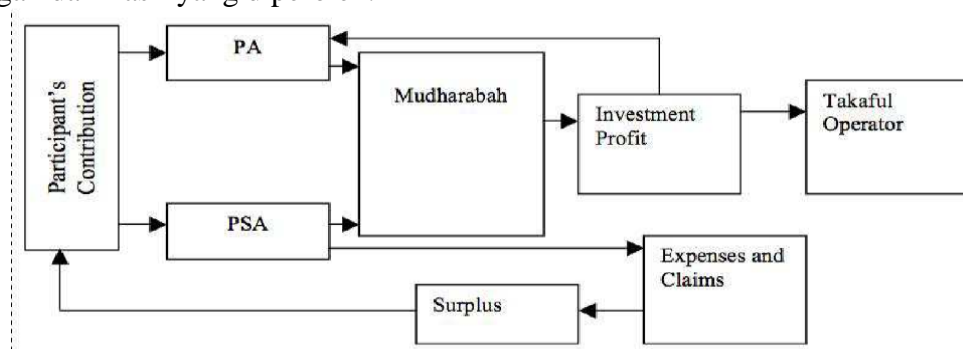 PA
Mudharabah
Participant's
Contribution
Investment
Profit
Takaful
Operator
PSA
Expenses and
Claims
Surplus